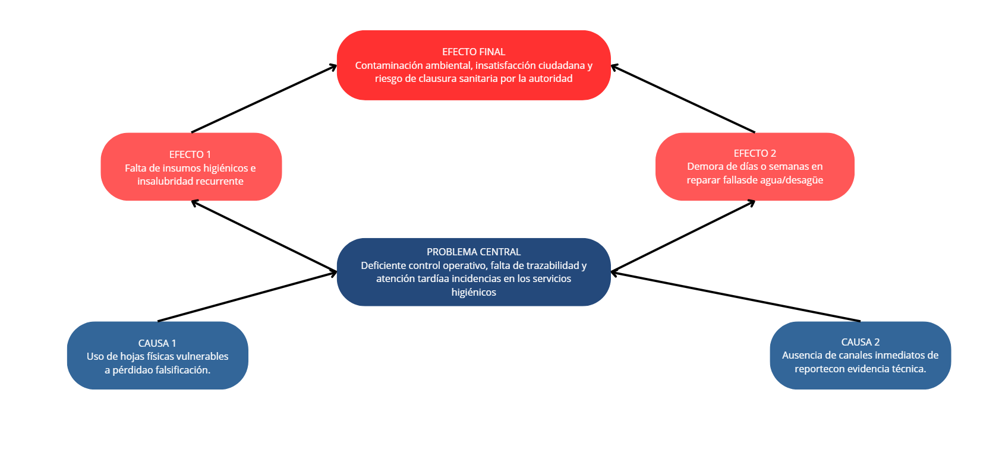 EFECTO FINAL
Contaminación ambiental, insatisfacción ciudadana y
riesgo de clausura sanitaria por la autoridad
EFECTO 1
Falta de insumos higiénicos e
insalubridad recurrente
EFECTO 2
Demora de días o semanas en
reparar fallasde agua/desagüe
PROBLEMA CENTRAL
Deficiente control operativo, falta de trazabilidad y
atención tardíaa incidencias en los servicios
higiénicos
CAUSA 1
Uso de hojas físicas vulnerables
a pérdidao falsificación.
CAUSA 2
Ausencia de canales inmediatos de
reportecon evidencia técnica.